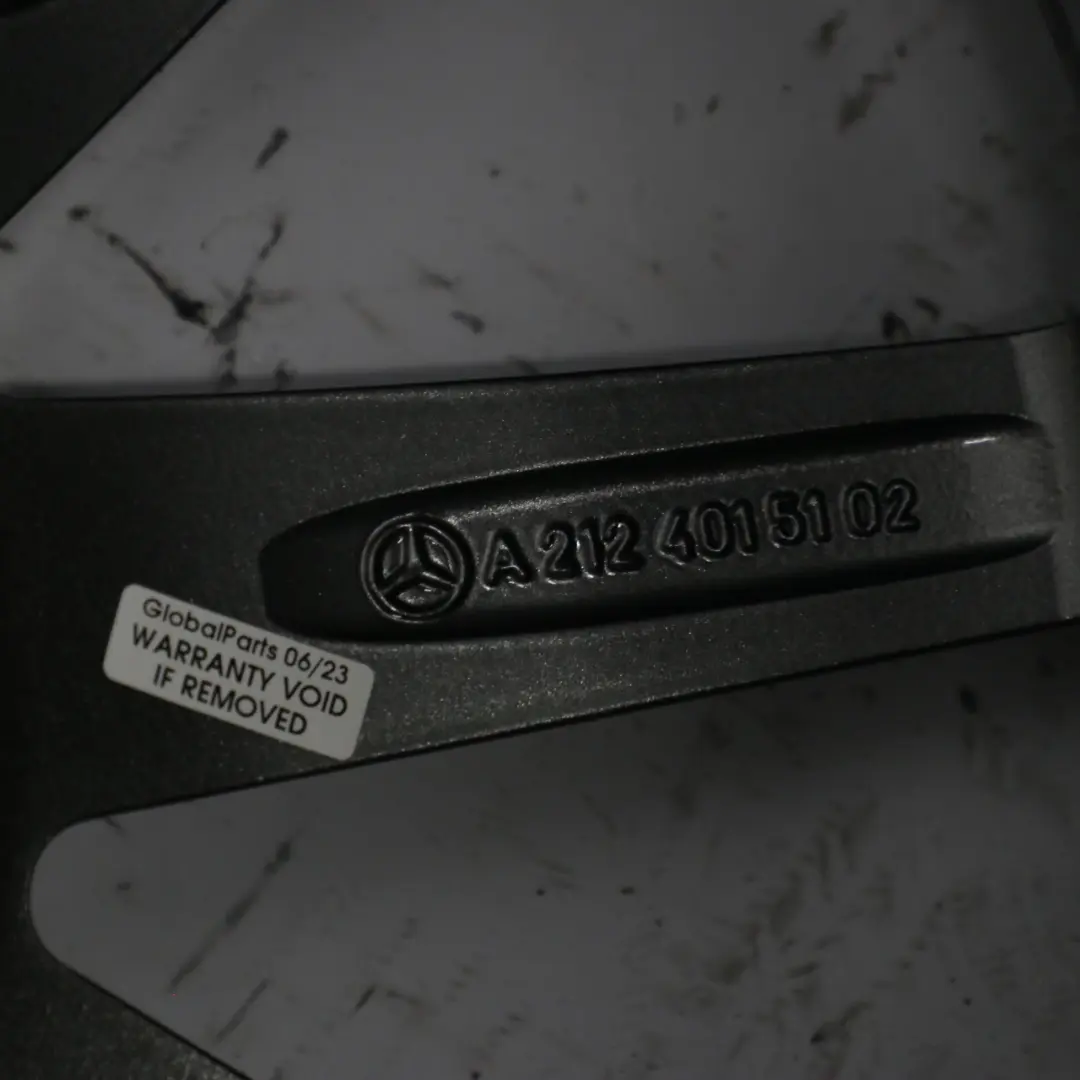 A 212 401 51 02
GlobalParts 06/23
WARRANTY VOID
IF REMOVED